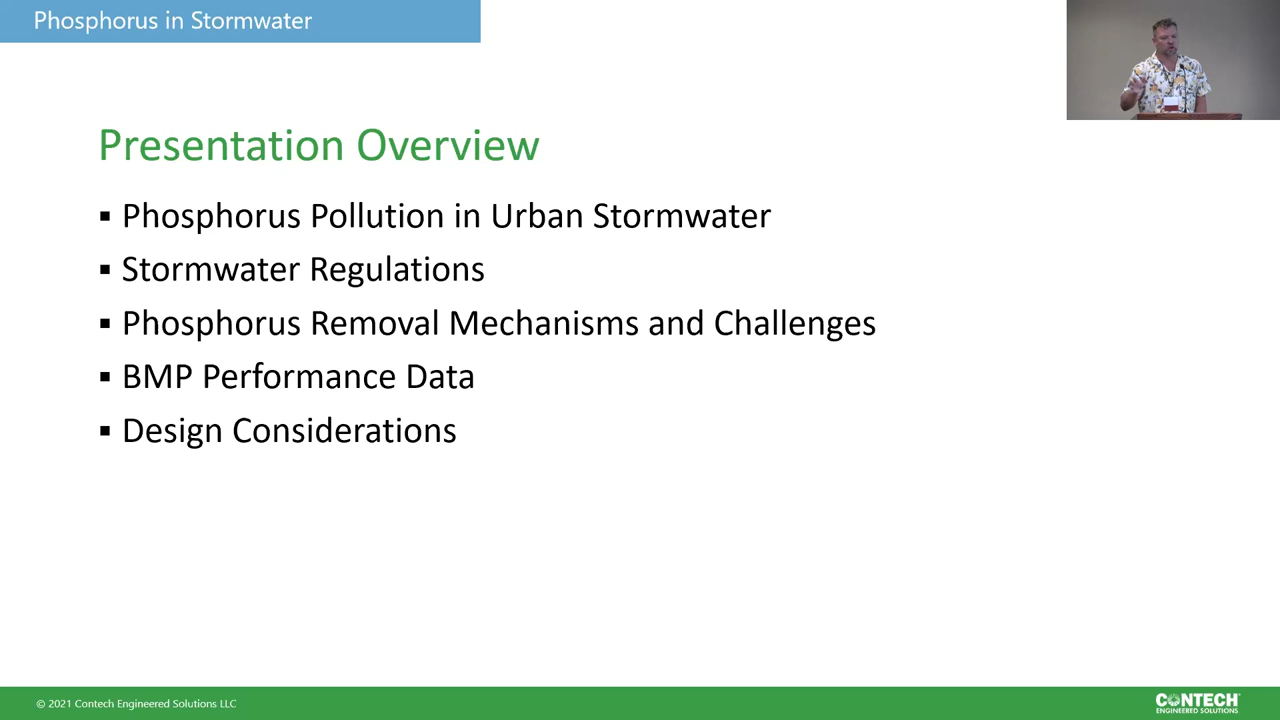 Phosphorus in Stormwater
Presentation Overview
▪ Phosphorus Pollution in Urban Stormwater
▪ Stormwater Regulations
▪ Phosphorus Removal Mechanisms and Challenges
▪ BMP Performance Data
▪ Design Considerations
© 2021 Contech Engineered Solutions LLC
CONTECH
ENGINEERED SOLUTIONS